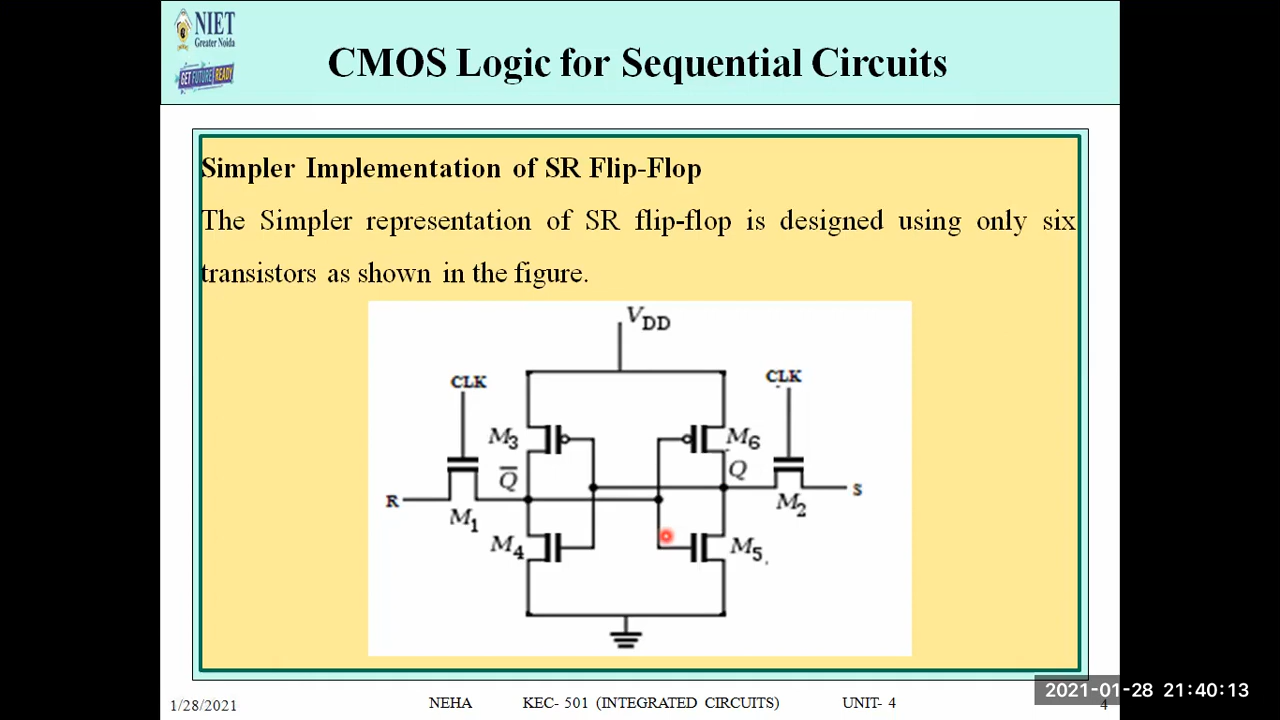 NIET
Greater Noida
GET FUTURE READY
CMOS Logic for Sequential Circuits
Simpler Implementation of SR Flip-Flop
The Simpler representation of SR flip-flop is designed using only six
transistors as shown in the figure.
VDD
CLK
CLK
M3
M6
Q̅
Q
R
S
M1
M2
M4
M5
1/28/2021
NEHA
KEC- 501 (INTEGRATED CIRCUITS)
UNIT- 4
4
2021-01-28 21:40:13